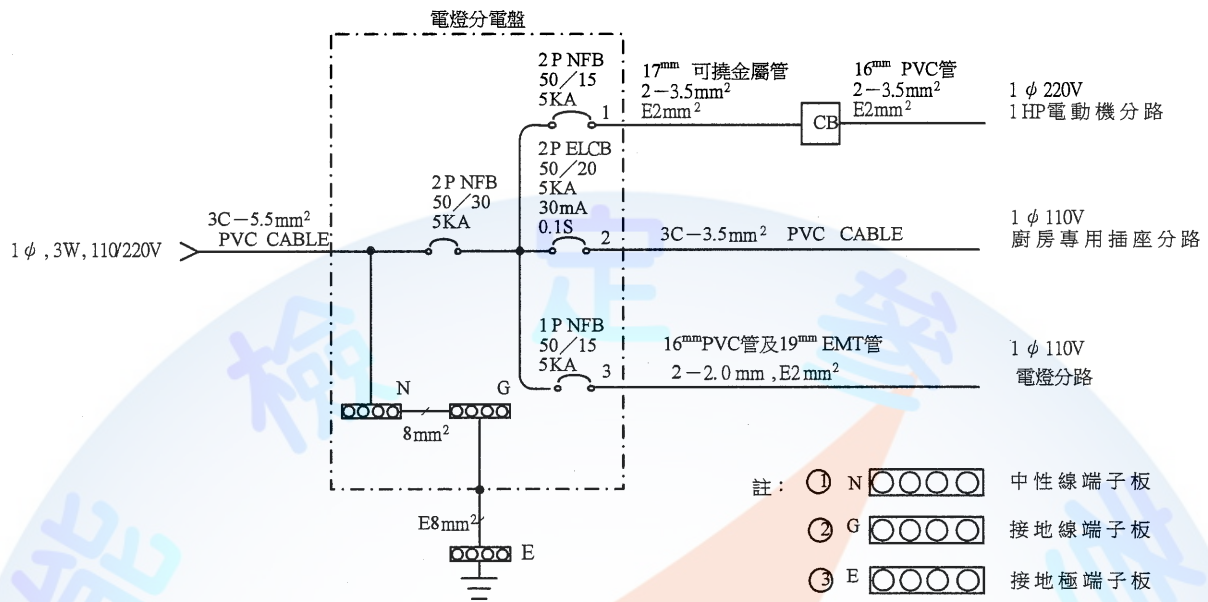 電燈分電盤
2P NFB
50/15
5KA
1
17mm 可撓金屬管
2-3.5mm²
E2mm²
CB
16mm PVC管
2-3.5mm²
E2mm²
1φ 220V
1HP電動機分路
1φ, 3W, 110/220V
3C-5.5mm²
PVC CABLE
2P NFB
50/30
5KA
2P ELCB
50/20
5KA
30mA
0.1S
2
3C-3.5mm² PVC CABLE
1φ 110V
廚房專用插座分路
1P NFB
50/15
5KA
3
16mmPVC管及19mm EMT管
2-2.0mm, E2mm²
1φ 110V
電燈分路
N
G
8mm²
E8mm²
E
註: ① N 中性線端子板
② G 接地線端子板
③ E 接地極端子板
能檢定